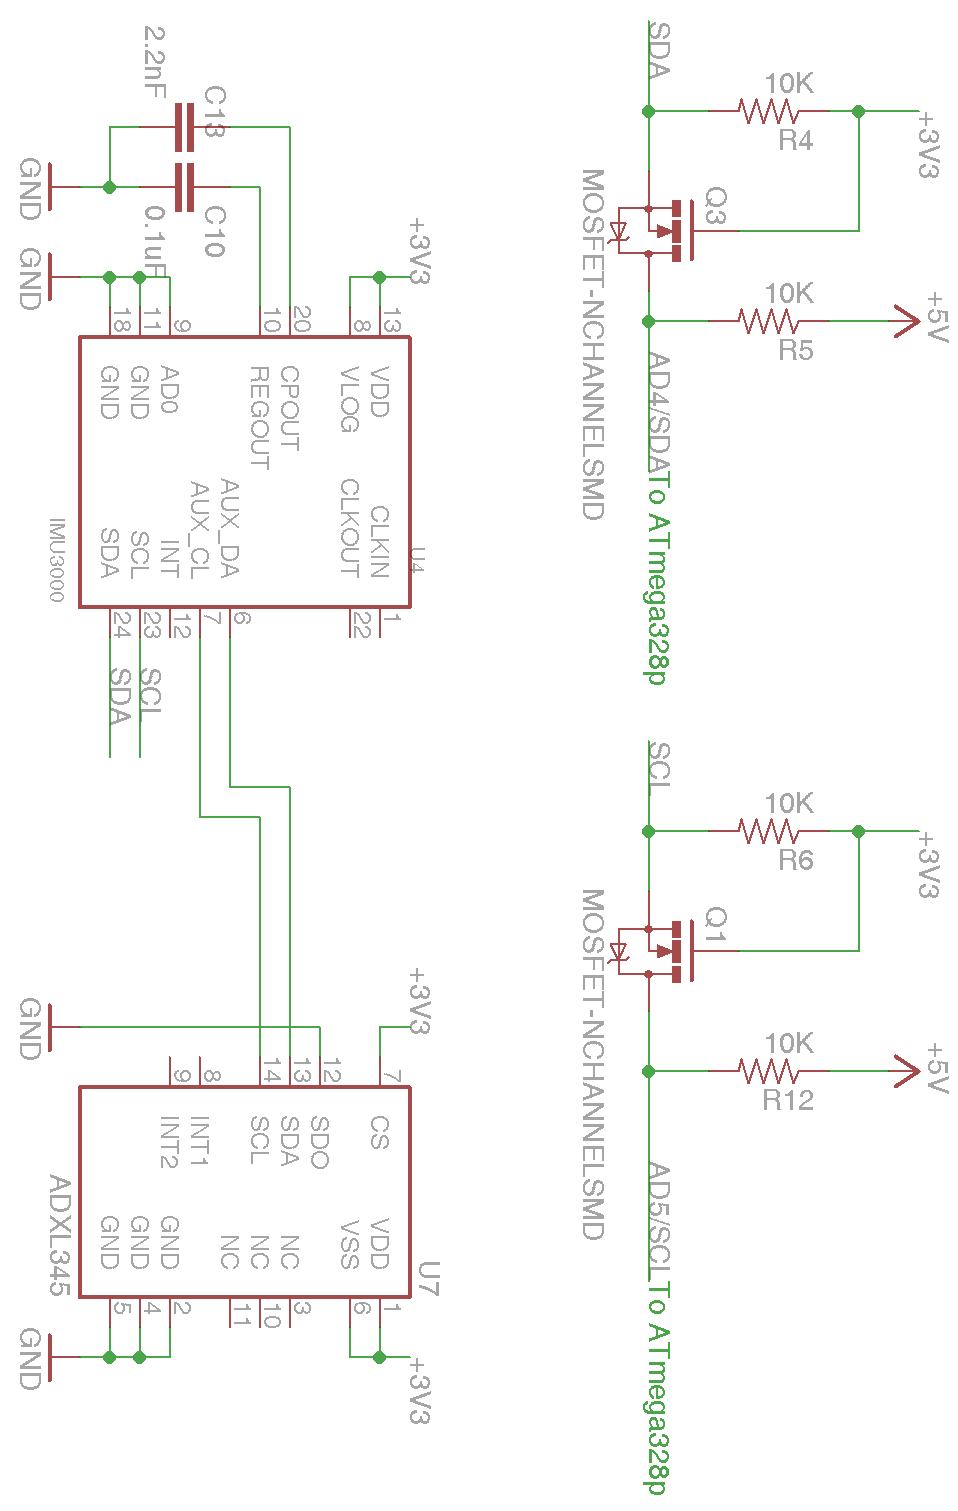 SDA
10K
R4
+3V3
Q3
MOSFET-NCHANNELSMD
10K
R5
+5V
AD4/SDA
To ATmega328p
SCL
10K
R6
+3V3
Q1
MOSFET-NCHANNELSMD
10K
R12
+5V
AD5/SCL
To ATmega328p
2.2nF
C13
GND
0.1uF
C10
GND
+3V3
18
11
9
10
20
8
13
GND
GND
AD0
REGOUT
CPOUT
VLOG
VDD
SDA
SCL
INT
AUX_CL
AUX_DA
CLKOUT
CLKIN
U4
IMU3000
24
23
12
7
6
22
1
SDA
SCL
GND
+3V3
9
8
14
13
12
7
INT2
INT1
SCL
SDA
SDO
CS
GND
GND
GND
NC
NC
NC
VSS
VDD
ADXL345
U7
5
4
2
11
10
3
6
1
GND
+3V3